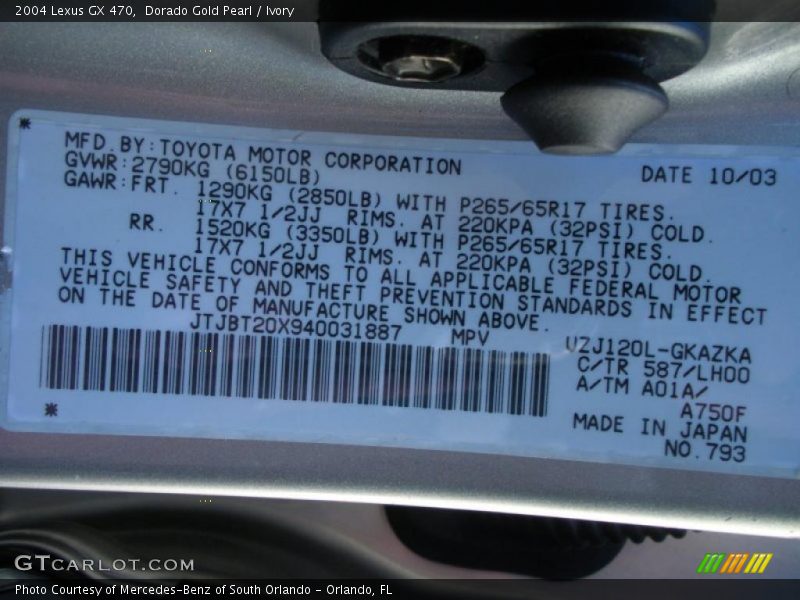 2004 Lexus GX 470, Dorado Gold Pearl / Ivory
MFD.BY:TOYOTA MOTOR CORPORATION DATE 10/03
GVWR:2790KG (6150LB)
GAWR:FRT. 1290KG (2850LB) WITH P265/65R17 TIRES.
17X7 1/2JJ RIMS. AT 220KPA (32PSI) COLD.
RR. 1520KG (3350LB) WITH P265/65R17 TIRES.
17X7 1/2JJ RIMS. AT 220KPA (32PSI) COLD.
THIS VEHICLE CONFORMS TO ALL APPLICABLE FEDERAL MOTOR
VEHICLE SAFETY AND THEFT PREVENTION STANDARDS IN EFFECT
ON THE DATE OF MANUFACTURE SHOWN ABOVE.
JTJBT20X940031887 MPV
UZJ120L-GKAZKA
C/TR 587/LH00
A/TM A01A/
A750F
MADE IN JAPAN
NO.793
GTCARLOT.COM
Photo Courtesy of Mercedes-Benz of South Orlando - Orlando, FL